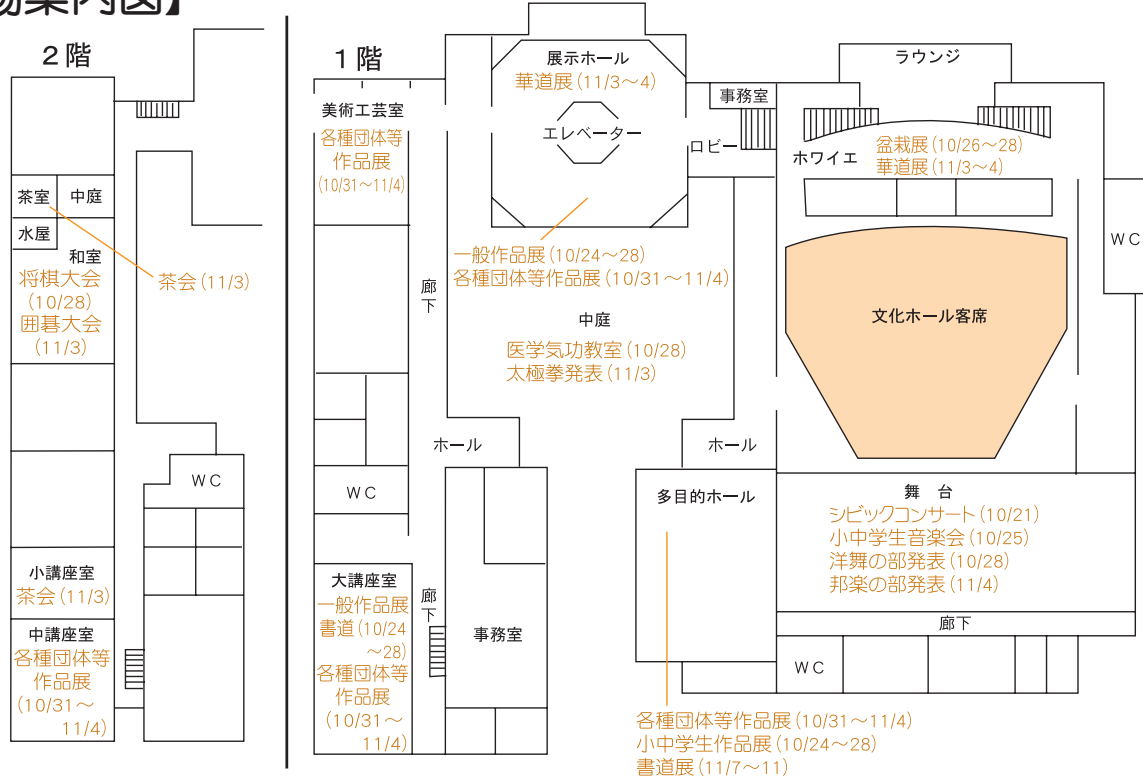 場案内図】
2階
茶室
中庭
水屋
和室
将棋大会
(10/28)
囲碁大会
(11/3)
茶会(11/3)
WC
小講座室
茶会(11/3)
中講座室
各種団体等
作品展
(10/31～
11/4)
1階
美術工芸室
各種団体等
作品展
(10/31～11/4)
廊
下
WC
大講座室
一般作品展
書道(10/24
～28)
各種団体等
作品展
(10/31～
11/4)
廊
下
事務室
ホール
展示ホール
華道展(11/3～4)
エレベーター
一般作品展(10/24～28)
各種団体等作品展(10/31～11/4)
中庭
医学気功教室(10/28)
太極拳発表(11/3)
事務室
ロビー
ラウンジ
ホワイエ
盆栽展(10/26～28)
華道展(11/3～4)
WC
文化ホール客席
ホール
多目的ホール
舞 台
シビックコンサート(10/21)
小中学生音楽会(10/25)
洋舞の部発表(10/28)
邦楽の部発表(11/4)
廊下
WC
各種団体等作品展(10/31～11/4)
小中学生作品展(10/24～28)
書道展(11/7～11)